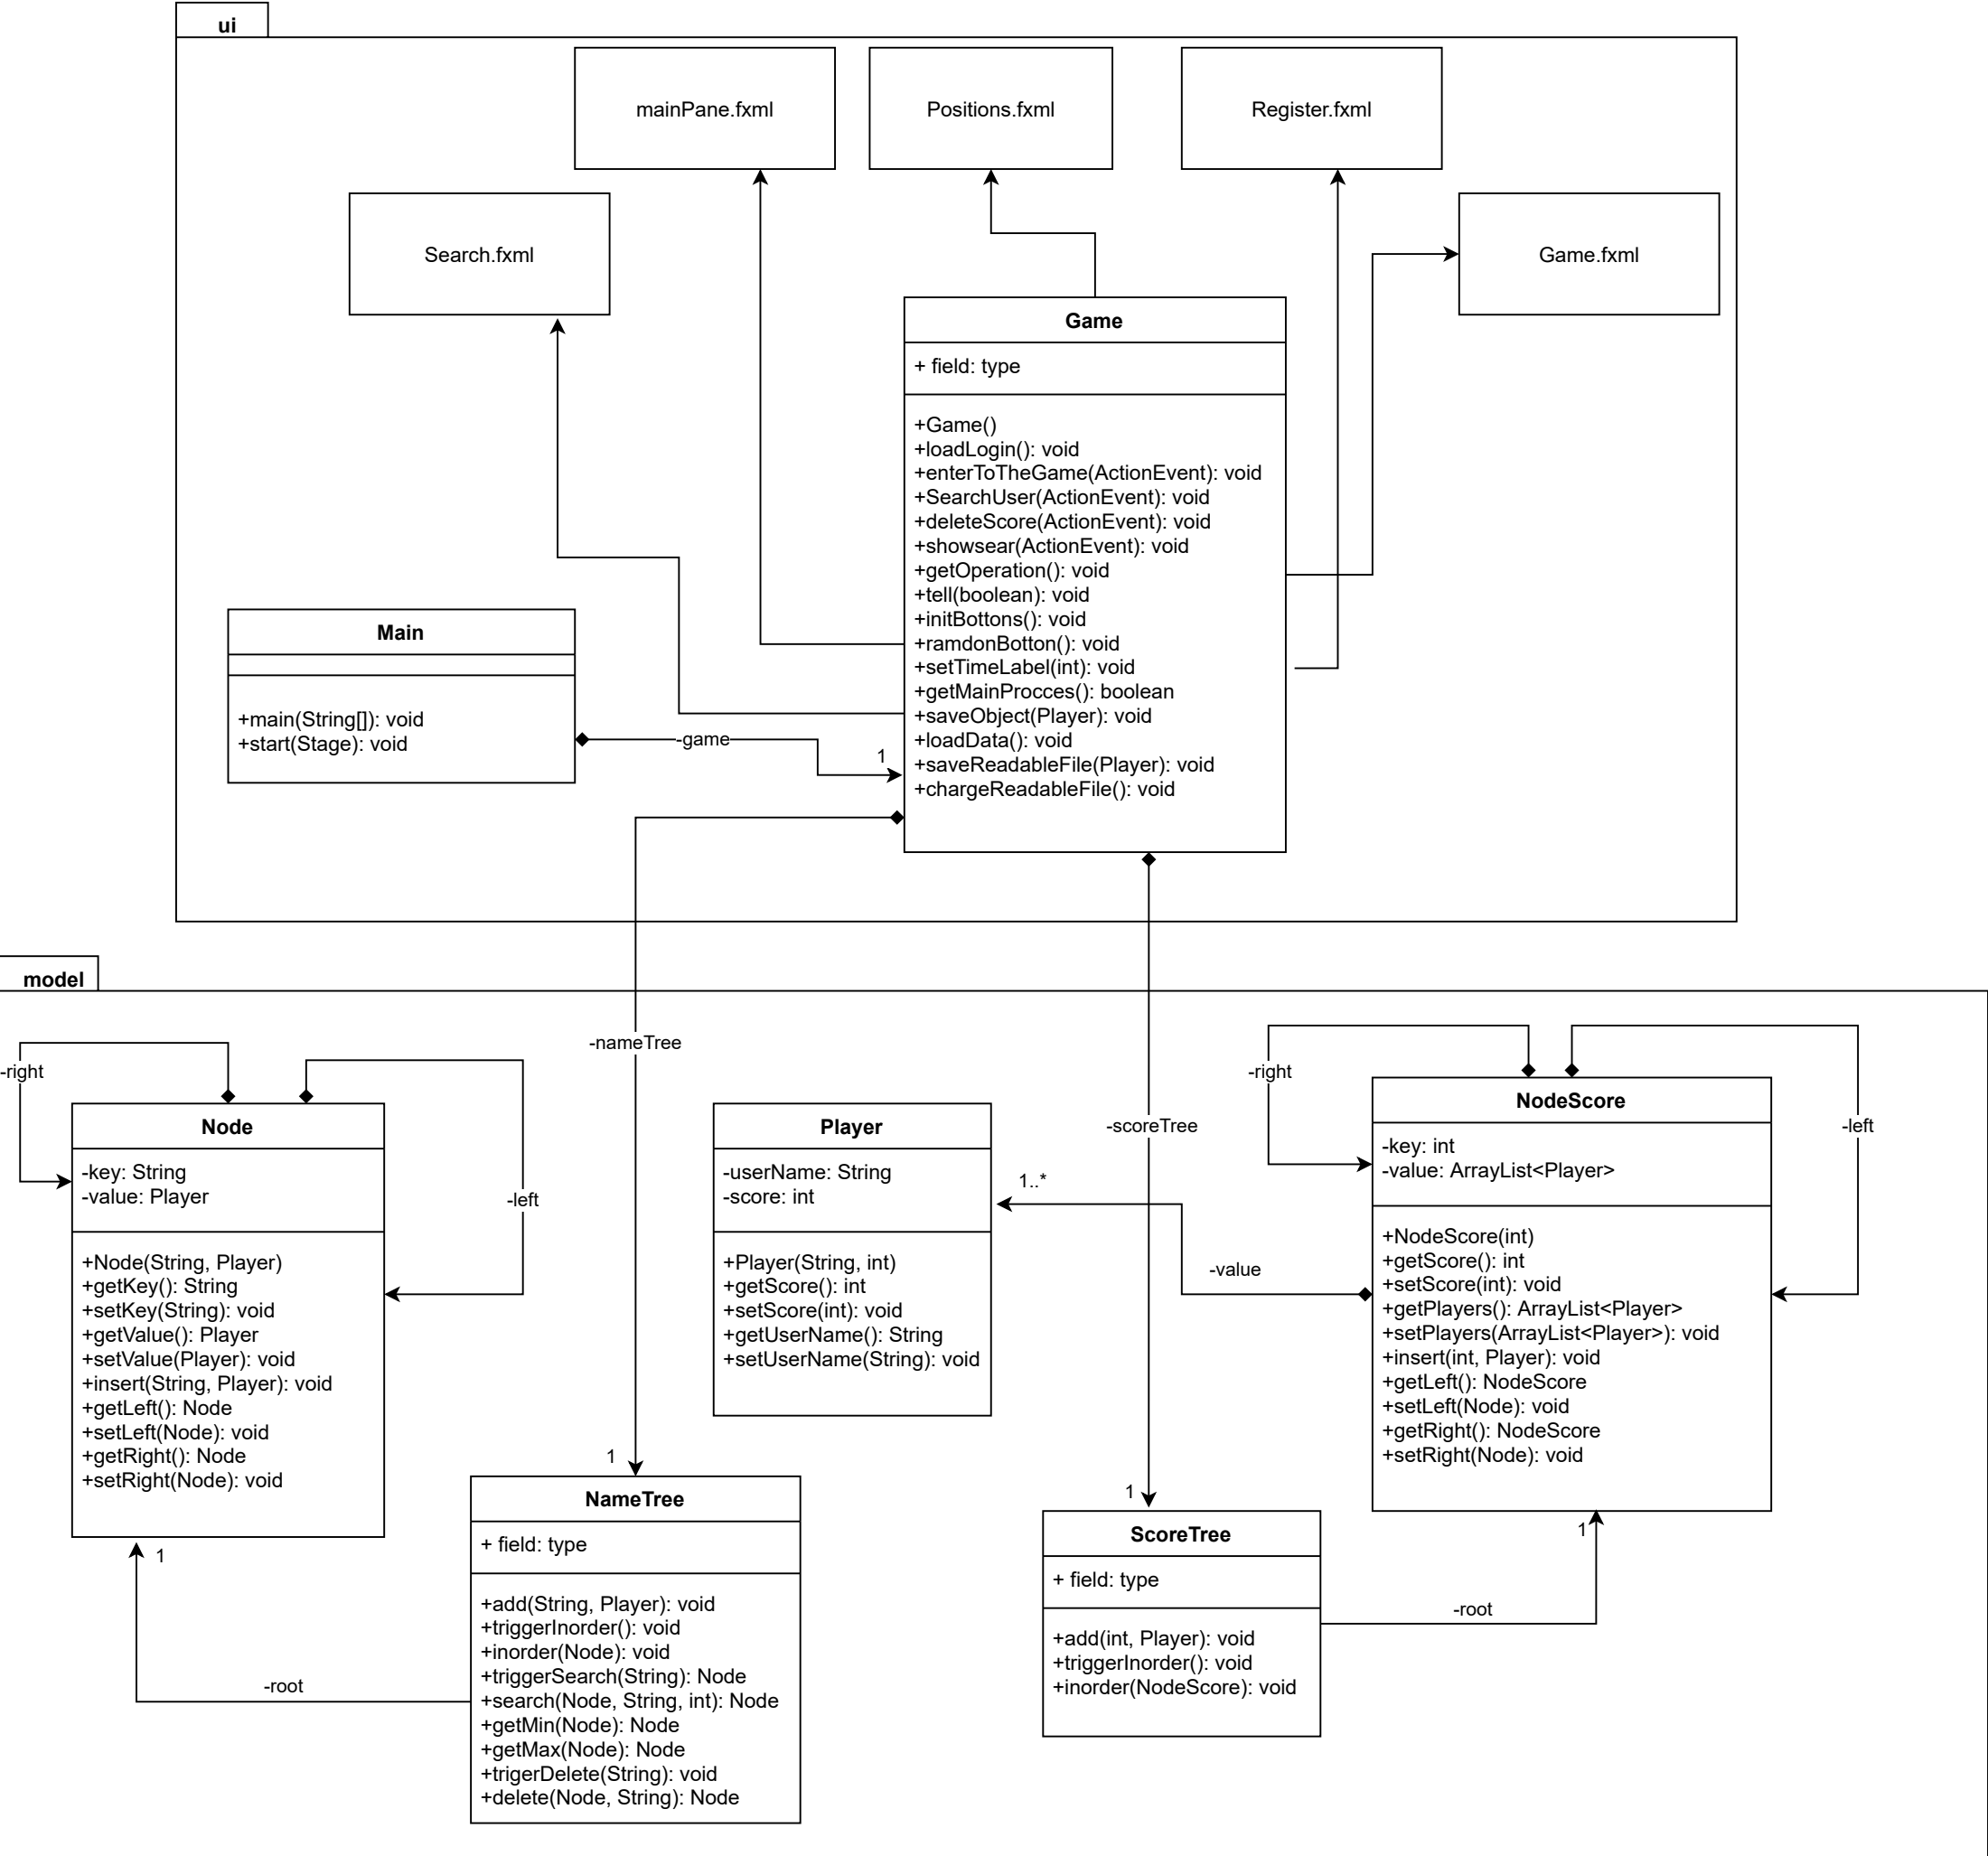 ui
mainPane.fxml
Positions.fxml
Register.fxml
Search.fxml
Game.fxml
Game
+ field: type
+Game()
+loadLogin(): void
+enterToTheGame(ActionEvent): void
+SearchUser(ActionEvent): void
+deleteScore(ActionEvent): void
+showsear(ActionEvent): void
+getOperation(): void
+tell(boolean): void
+initBottons(): void
+ramdonBotton(): void
+setTimeLabel(int): void
+getMainProcces(): boolean
+saveObject(Player): void
+loadData(): void
+saveReadableFile(Player): void
+chargeReadableFile(): void
Main
+main(String[]): void
+start(Stage): void
-game
1
model
-nameTree
-scoreTree
-right
-left
Node
-key: String
-value: Player
+Node(String, Player)
+getKey(): String
+setKey(String): void
+getValue(): Player
+setValue(Player): void
+insert(String, Player): void
+getLeft(): Node
+setLeft(Node): void
+getRight(): Node
+setRight(Node): void
1
Player
-userName: String
-score: int
+Player(String, int)
+getScore(): int
+setScore(int): void
+getUserName(): String
+setUserName(String): void
1..*
-value
-right
-left
NodeScore
-key: int
-value: ArrayList<Player>
+NodeScore(int)
+getScore(): int
+setScore(int): void
+getPlayers(): ArrayList<Player>
+setPlayers(ArrayList<Player>): void
+insert(int, Player): void
+getLeft(): NodeScore
+setLeft(Node): void
+getRight(): NodeScore
+setRight(Node): void
1
1
NameTree
+ field: type
+add(String, Player): void
+triggerInorder(): void
+inorder(Node): void
+triggerSearch(String): Node
+search(Node, String, int): Node
+getMin(Node): Node
+getMax(Node): Node
+trigerDelete(String): void
+delete(Node, String): Node
-root
1
ScoreTree
+ field: type
+add(int, Player): void
+triggerInorder(): void
+inorder(NodeScore): void
-root